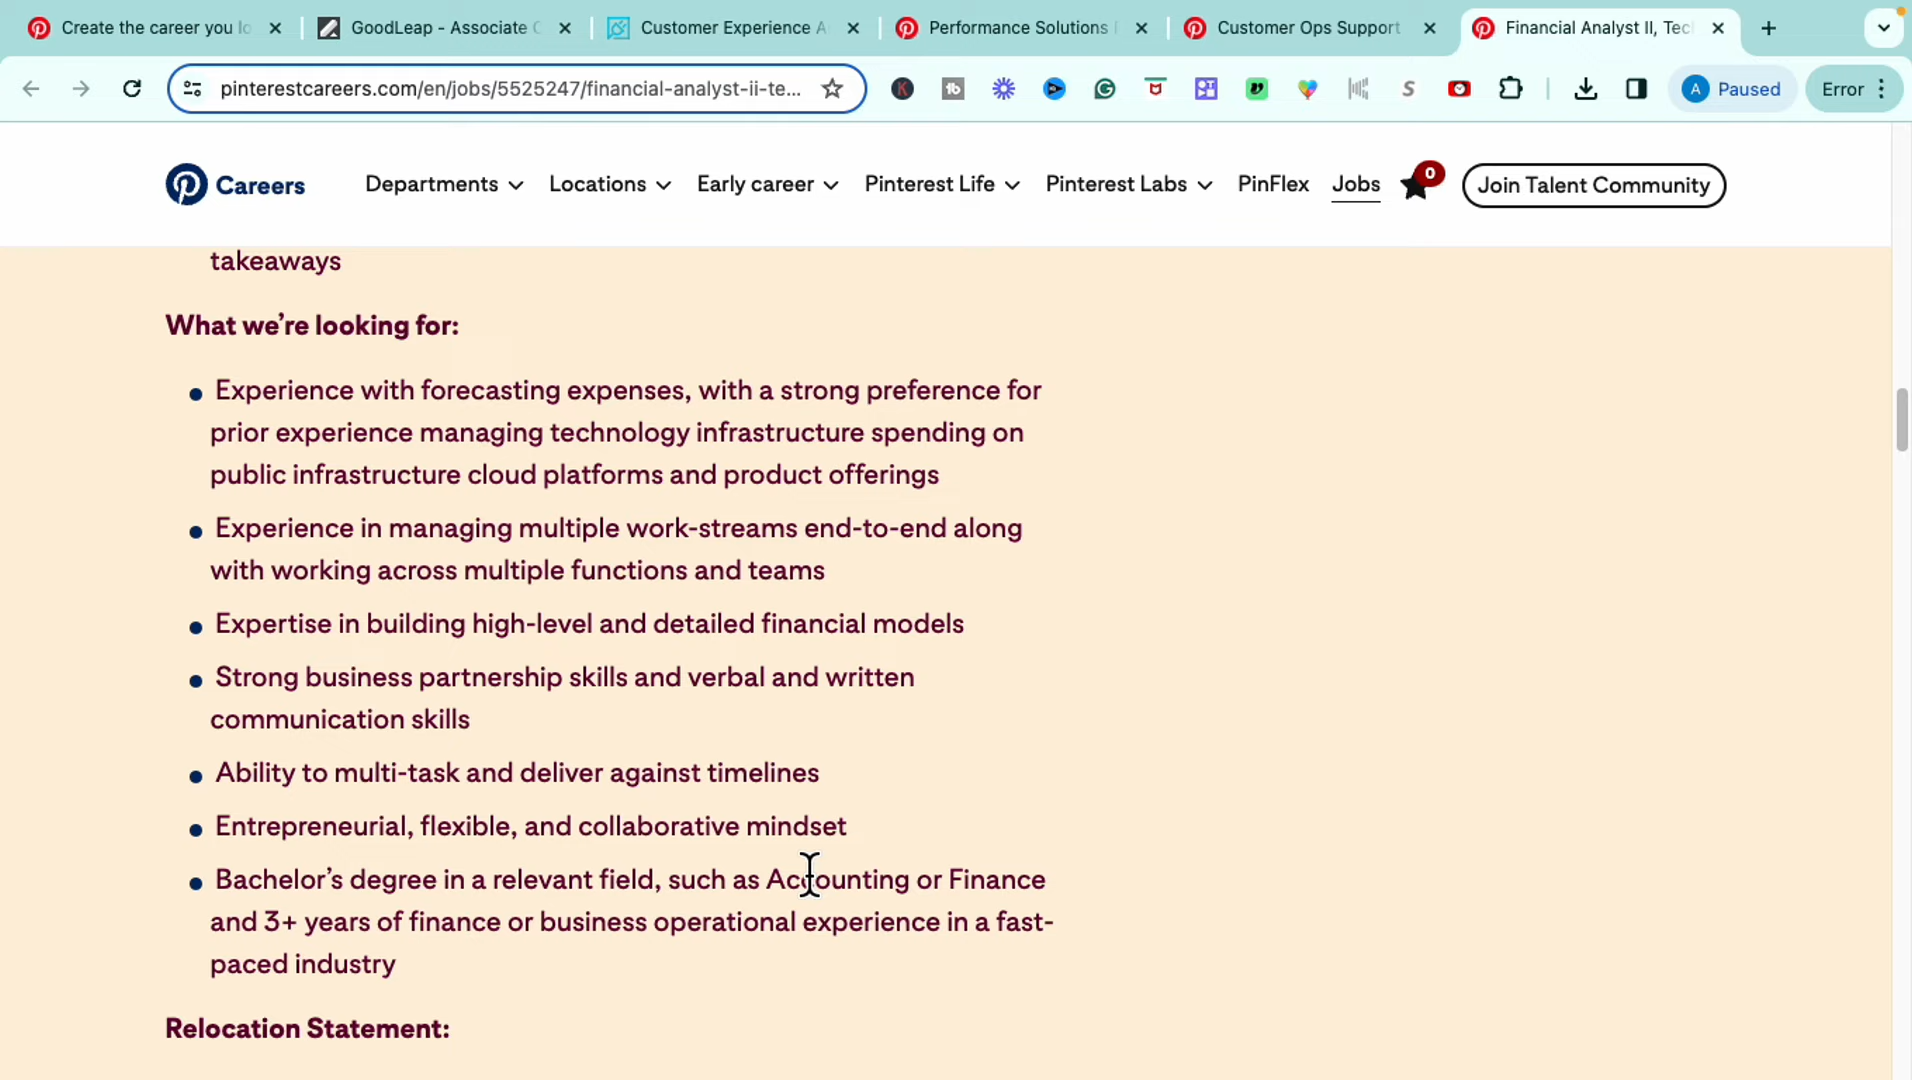 Create the career you lo
GoodLeap - Associate C
Customer Experience A
Performance Solutions
Customer Ops Support
Financial Analyst II, Tec
pinterestcareers.com/en/jobs/5525247/financial-analyst-ii-te...
A Paused
Error
Careers
Departments
Locations
Early career
Pinterest Life
Pinterest Labs
PinFlex
Jobs
0
Join Talent Community
takeaways
What we’re looking for:
Experience with forecasting expenses, with a strong preference for
prior experience managing technology infrastructure spending on
public infrastructure cloud platforms and product offerings
Experience in managing multiple work-streams end-to-end along
with working across multiple functions and teams
Expertise in building high-level and detailed financial models
Strong business partnership skills and verbal and written
communication skills
Ability to multi-task and deliver against timelines
Entrepreneurial, flexible, and collaborative mindset
Bachelor’s degree in a relevant field, such as Accounting or Finance
and 3+ years of finance or business operational experience in a fast-
paced industry
Relocation Statement: